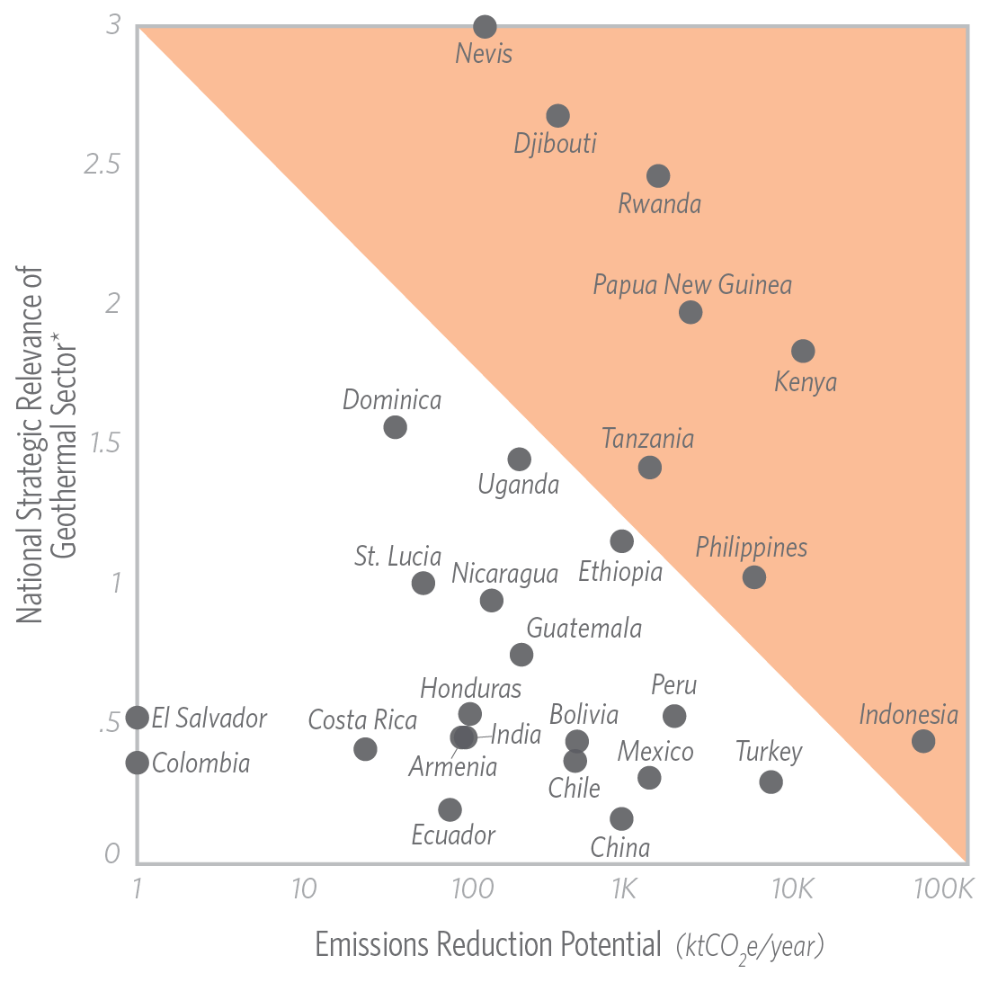 3
Nevis
Djibouti
2.5
Rwanda
Papua New Guinea
2
Kenya
National Strategic Relevance of
Geothermal Sector*
Dominica
1.5
Tanzania
Uganda
Philippines
St. Lucia
Nicaragua
Ethiopia
1
Guatemala
Honduras
Peru
.5
El Salvador
Costa Rica
India
Bolivia
Indonesia
Mexico
Turkey
Colombia
Armenia
Chile
Ecuador
China
0
1 10 100 1K 10K 100K
Emissions Reduction Potential (ktCO₂e/year)